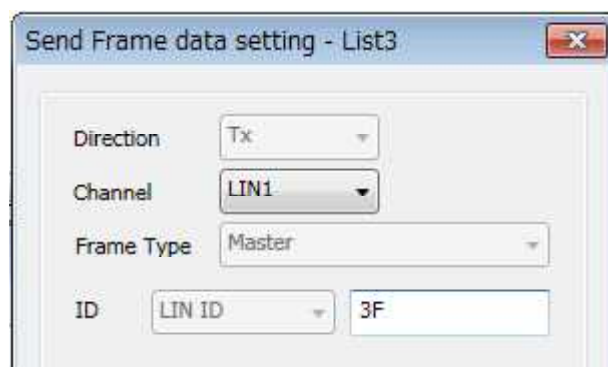 Send Frame data setting - List3
Direction Tx
Channel LIN1
Frame Type Master
ID LIN ID 3F